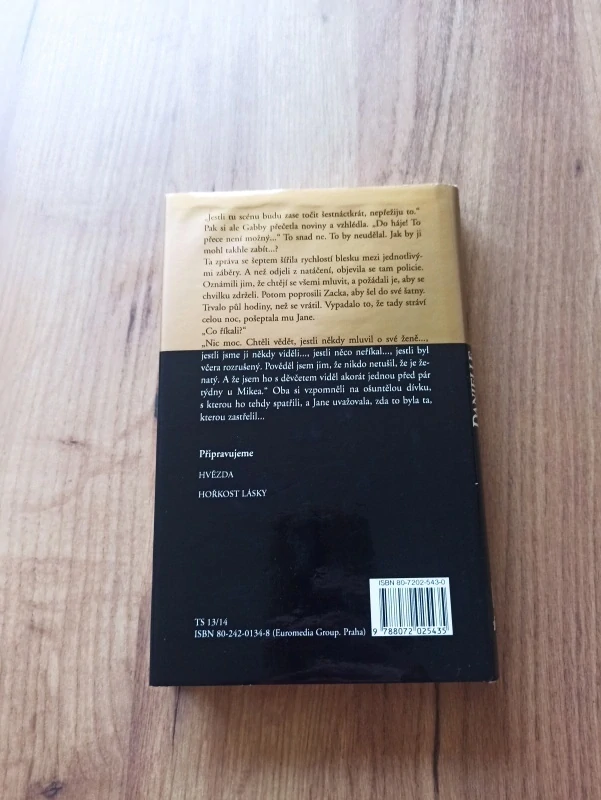 „Jestli tu scénu budu zase točit šestnáctkrát, nepřežiju to.“
Pak si ale Gabby přečetla noviny a vzhlédla. „Do háje! To
přece není možný...“ To snad ne. To by neudělal. Jak by ji
mohl takhle zabít...?
Ta zpráva se šeptem šířila rychlostí blesku mezi jednotlivý-
mi záběry. A než odjeli z natáčení, objevila se tam policie.
Oznámili jim, že chtějí se všemi mluvit, a požádali je, aby se
chvilku zdrželi. Potom poprosili Zacka, aby šel do své šatny.
Trvalo půl hodiny, než se vrátil. Vypadalo to, že tady stráví
celou noc, pošeptala mu Jane.
„Co říkali?“
„Nic moc. Chtěli vědět, jestli někdy mluvil o své ženě...,
jestli jsme ji někdy viděli..., jestli něco neříkal..., jestli byl
včera rozrušený. Pověděl jsem jim, že nikdo netušil, že je že-
natý. A že jsem ho s děvčetem viděl akorát jednou před pár
týdny u Mikea.“ Oba si vzpomněli na ošuntělou dívku,
s kterou ho tehdy spatřili, a Jane uvažovala, zda to byla ta,
kterou zastřelil...
Připravujeme
HVĚZDA
HOŘKOST LÁSKY
ISBN 80-7202-543-0
9 788072 025435
TS 13/14
ISBN 80-242-0134-8 (Euromedia Group. Praha)